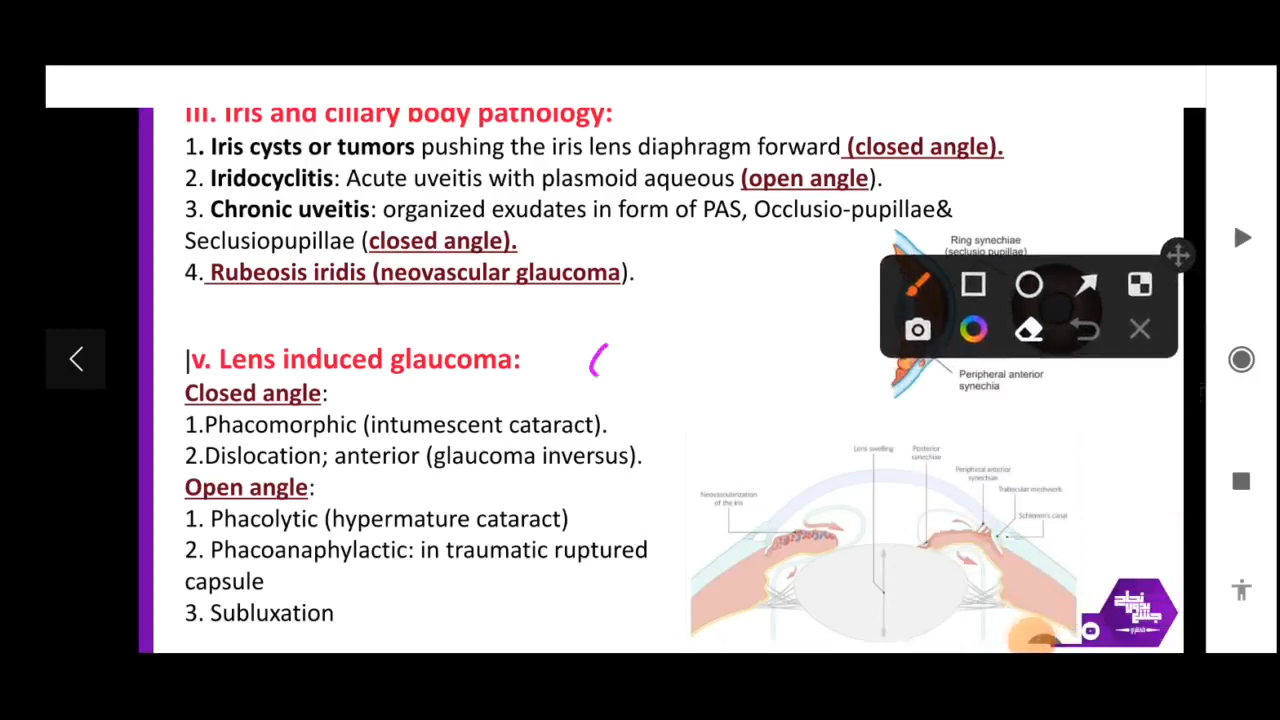 III. Iris and ciliary body pathology:
1. Iris cysts or tumors pushing the iris lens diaphragm forward (closed angle).
2. Iridocyclitis: Acute uveitis with plasmoid aqueous (open angle).
3. Chronic uveitis: organized exudates in form of PAS, Occlusio-pupillae&
Seclusiopupillae (closed angle).
4. Rubeosis iridis (neovascular glaucoma).
Ring synechiae
(seclusio pupillae)
Peripheral anterior
synechia
Iv. Lens induced glaucoma:
Closed angle:
1.Phacomorphic (intumescent cataract).
2.Dislocation; anterior (glaucoma inversus).
Open angle:
1. Phacolytic (hypermature cataract)
2. Phacoanaphylactic: in traumatic ruptured
capsule
3. Subluxation
Lens swelling
Posterior
synechiae
Peripheral anterior
synechiae
Trabecular meshwork
Schlemm's canal
Neovascularization
of the iris